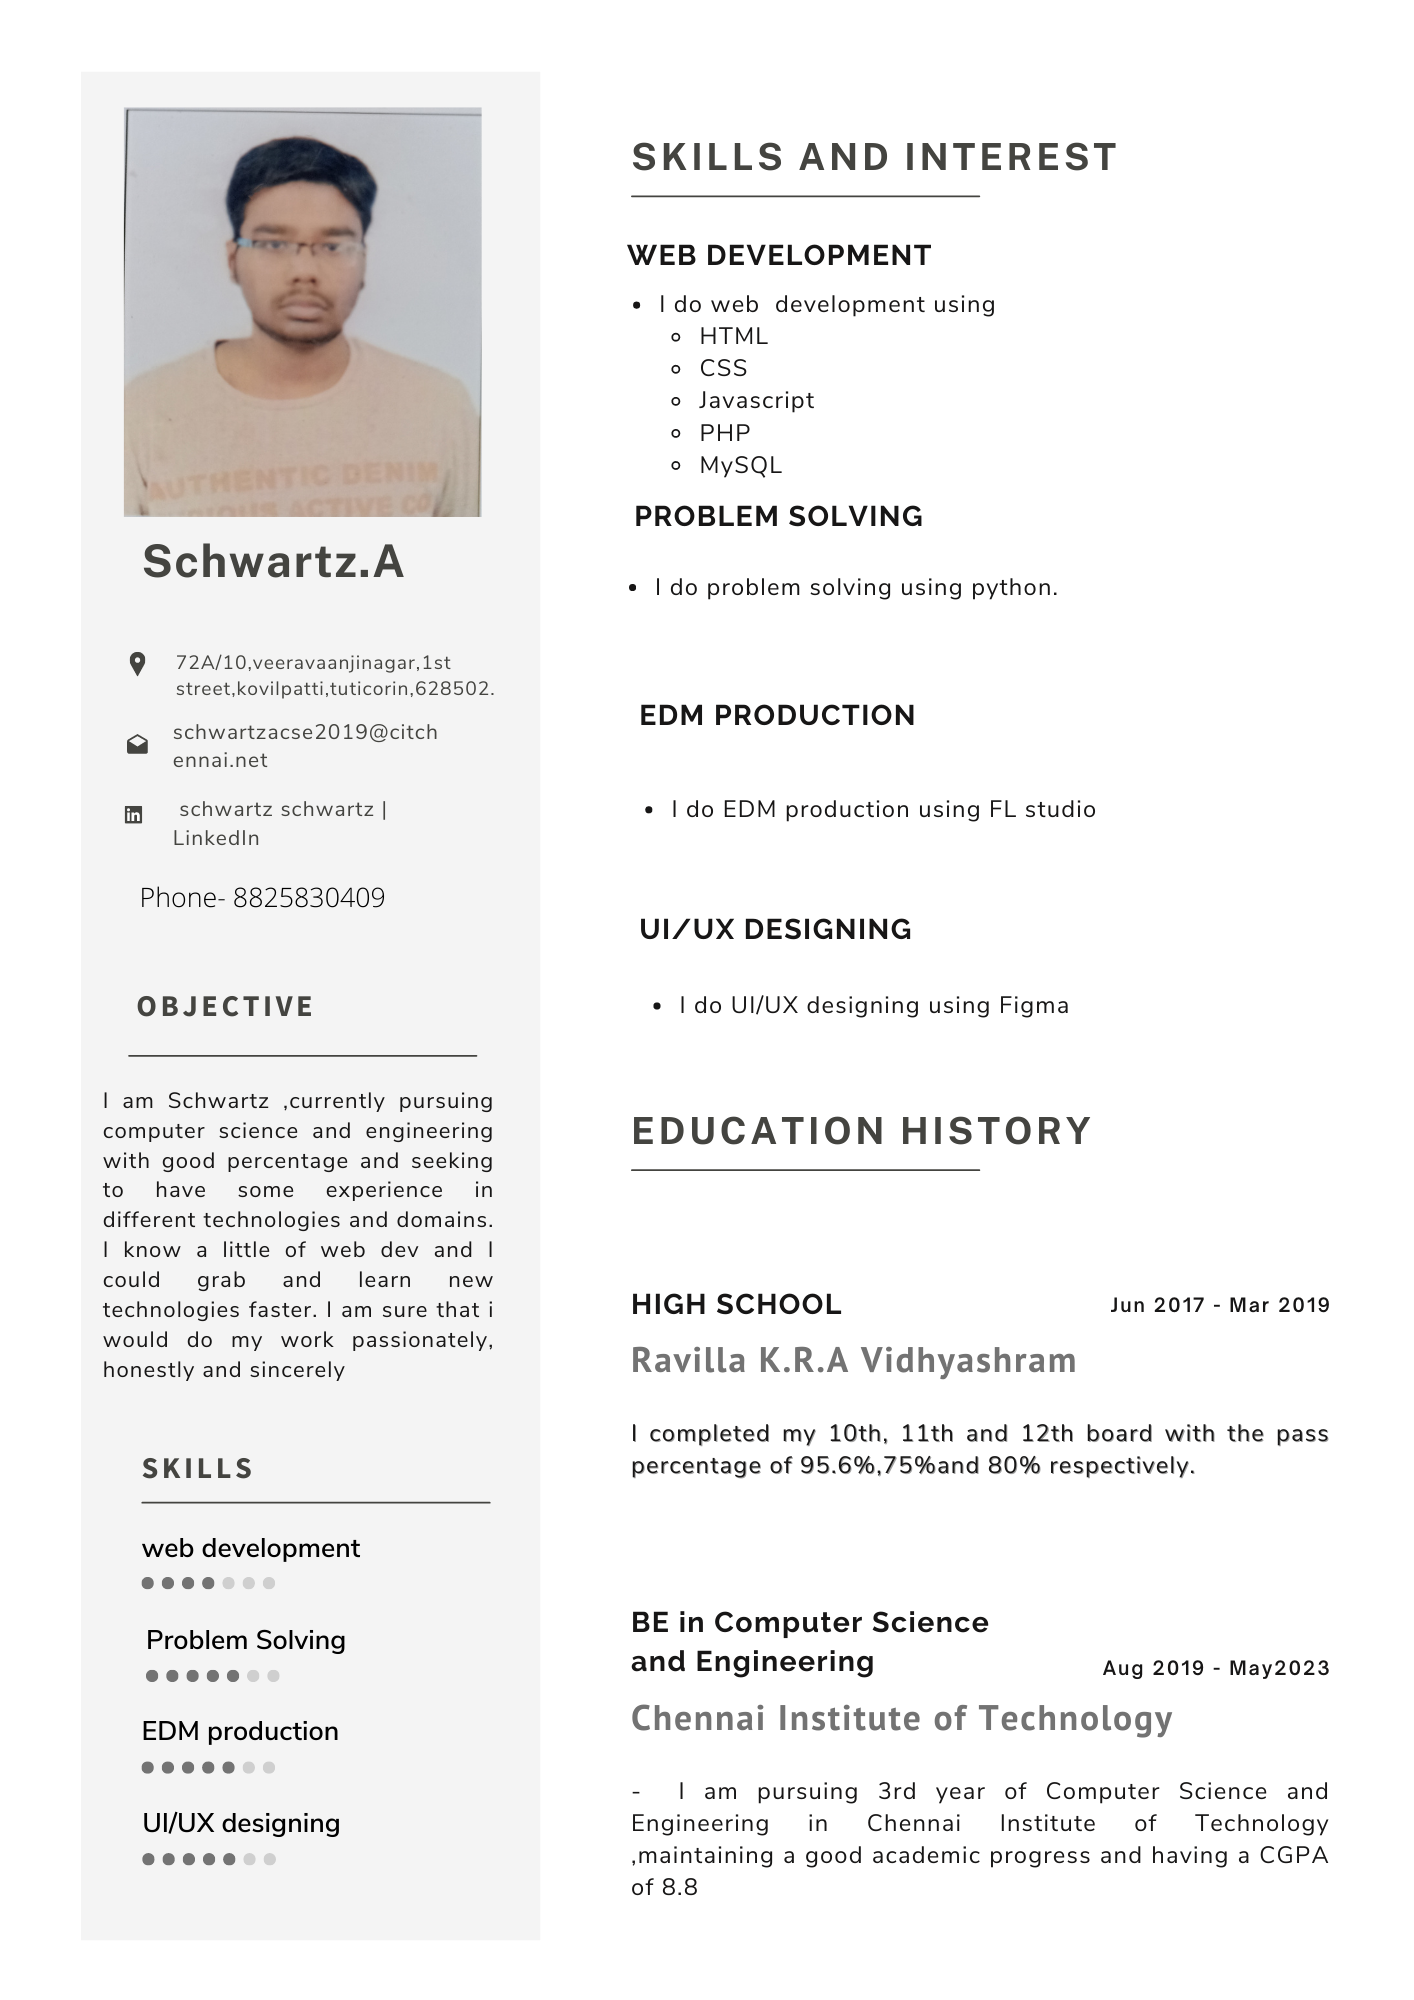 AUTHENTIC DENIM
Schwartz.A
72A/10,veeravaanjinagar,1st
street,kovilpatti,tuticorin,628502.
schwartzacse2019@citch
ennai.net
schwartz schwartz |
LinkedIn
Phone- 8825830409
OBJECTIVE
I am Schwartz ,currently pursuing
computer science and engineering
with good percentage and seeking
to have some experience in
different technologies and domains.
I know a little of web dev and I
could grab and learn new
technologies faster. I am sure that i
would do my work passionately,
honestly and sincerely
SKILLS
web development
Problem Solving
EDM production
UI/UX designing
SKILLS AND INTEREST
WEB DEVELOPMENT
• I do web  development using
HTML
CSS
Javascript
PHP
MySQL
PROBLEM SOLVING
• I do problem solving using python.
EDM PRODUCTION
• I do EDM production using FL studio
UI/UX DESIGNING
• I do UI/UX designing using Figma
EDUCATION HISTORY
HIGH SCHOOL Jun 2017 - Mar 2019
Ravilla K.R.A Vidhyashram
I completed my 10th, 11th and 12th board with the pass
percentage of 95.6%,75%and 80% respectively.
BE in Computer Science
and Engineering Aug 2019 - May2023
Chennai Institute of Technology
- I am pursuing 3rd year of Computer Science and
Engineering in Chennai Institute of Technology
,maintaining a good academic progress and having a CGPA
of 8.8